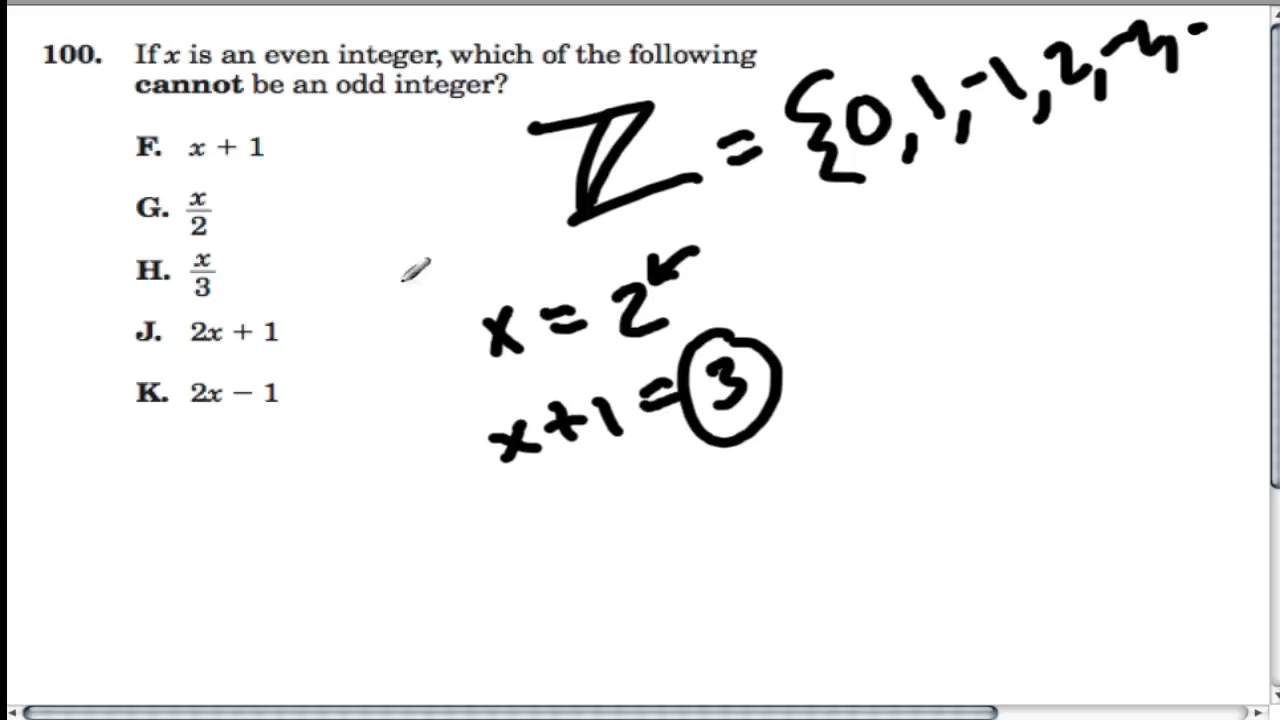 100. If x is an even integer, which of the following
cannot be an odd integer?
F. x + 1
G. x/2
H. x/3
J. 2x + 1
K. 2x − 1
ℤ = {0, 1, -1, 2, -2, -
x = 2
x + 1 = 3